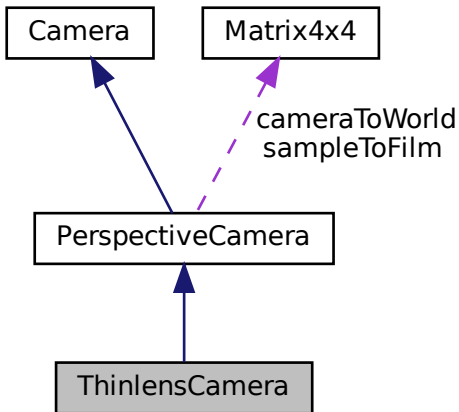 Camera
Matrix4x4
cameraToWorld
sampleToFilm
PerspectiveCamera
ThinlensCamera